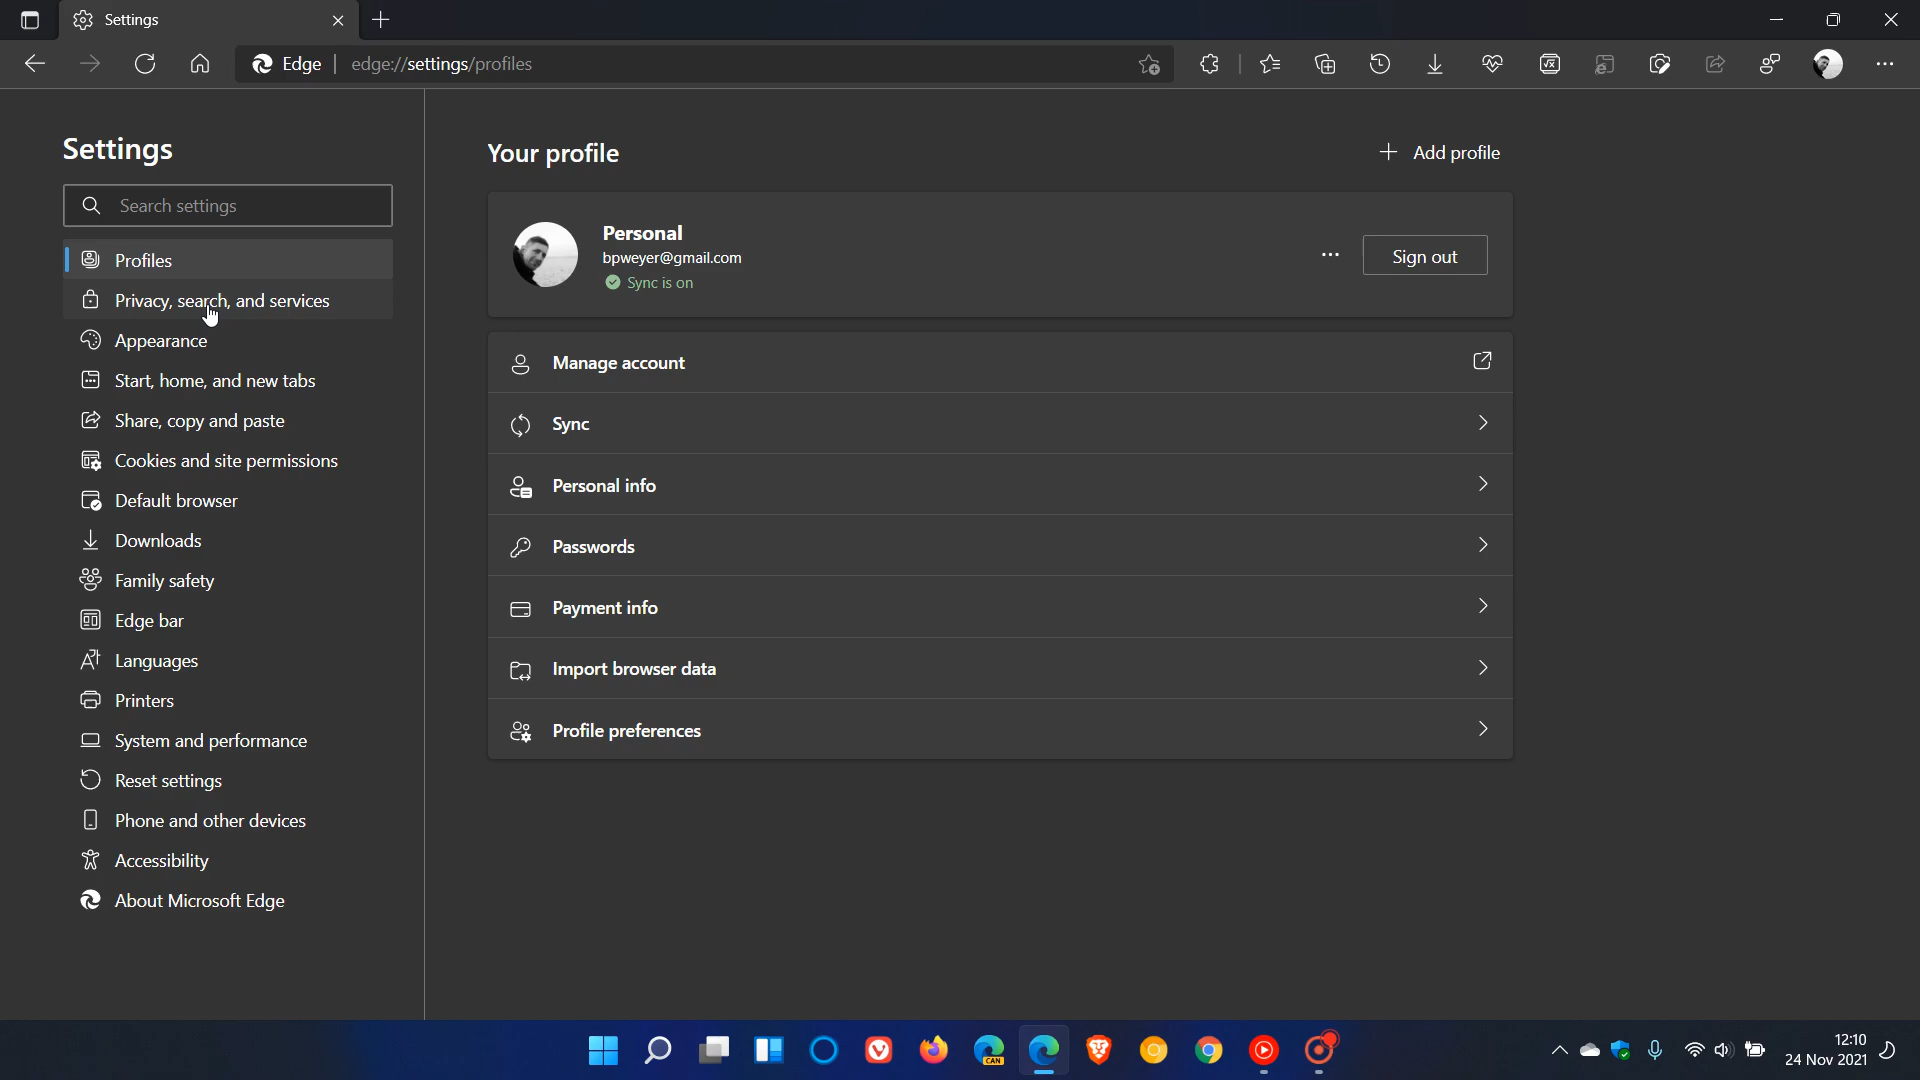 Settings
Edge
edge://settings/profiles
Settings
Search settings
Profiles
Privacy, search, and services
Appearance
Start, home, and new tabs
Share, copy and paste
Cookies and site permissions
Default browser
Downloads
Family safety
Edge bar
Languages
Printers
System and performance
Reset settings
Phone and other devices
Accessibility
About Microsoft Edge
Your profile
Add profile
Personal
bpweyer@gmail.com
Sync is on
Sign out
Manage account
Sync
Personal info
Passwords
Payment info
Import browser data
Profile preferences
CAN
12:10
24 Nov 2021